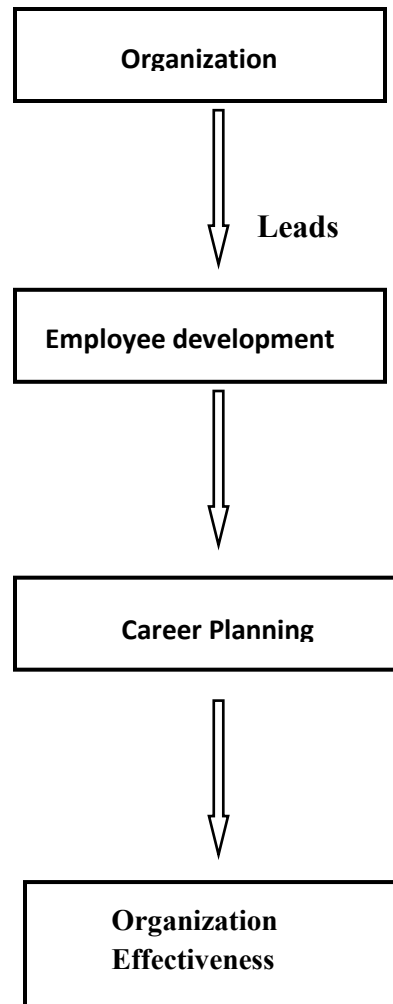 Organization
Leads
Employee development
Career Planning
Organization
Effectiveness